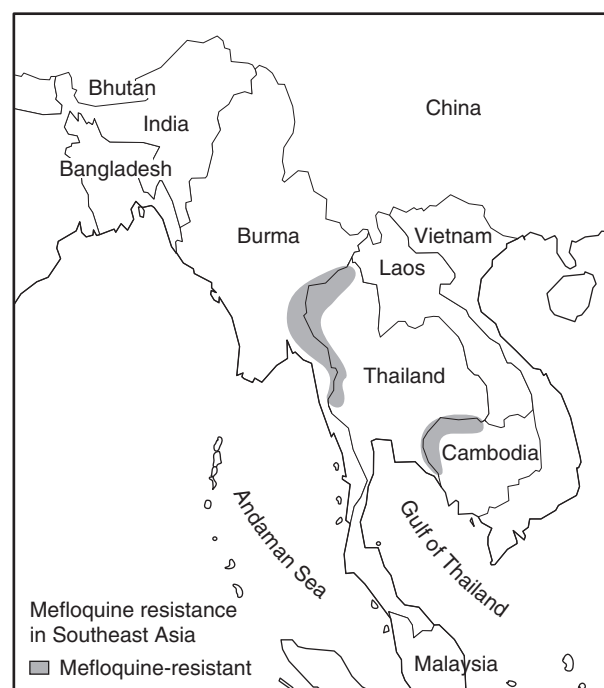 Bhutan
China
India
Bangladesh
Burma
Vietnam
Laos
Thailand
Cambodia
Andaman Sea
Gulf of Thailand
Mefloquine resistance
in Southeast Asia
Mefloquine-resistant
Malaysia